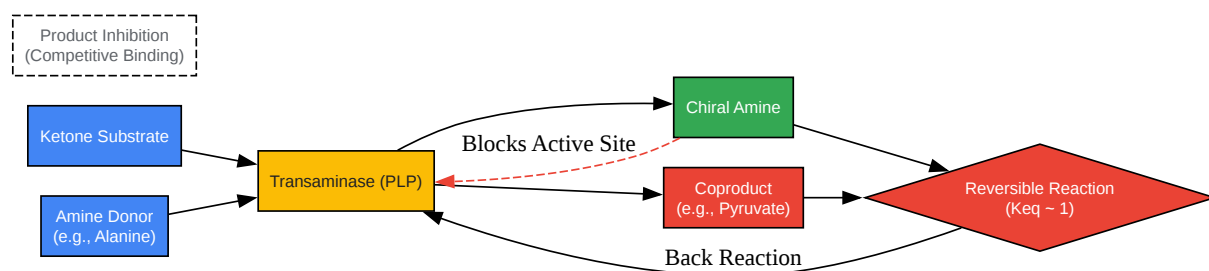 Product Inhibition
(Competitive Binding)
Ketone Substrate
Amine Donor
(e.g., Alanine)
Transaminase (PLP)
Blocks Active Site
Chiral Amine
Coproduct
(e.g., Pyruvate)
Reversible Reaction
(Keq ~ 1)
Back Reaction